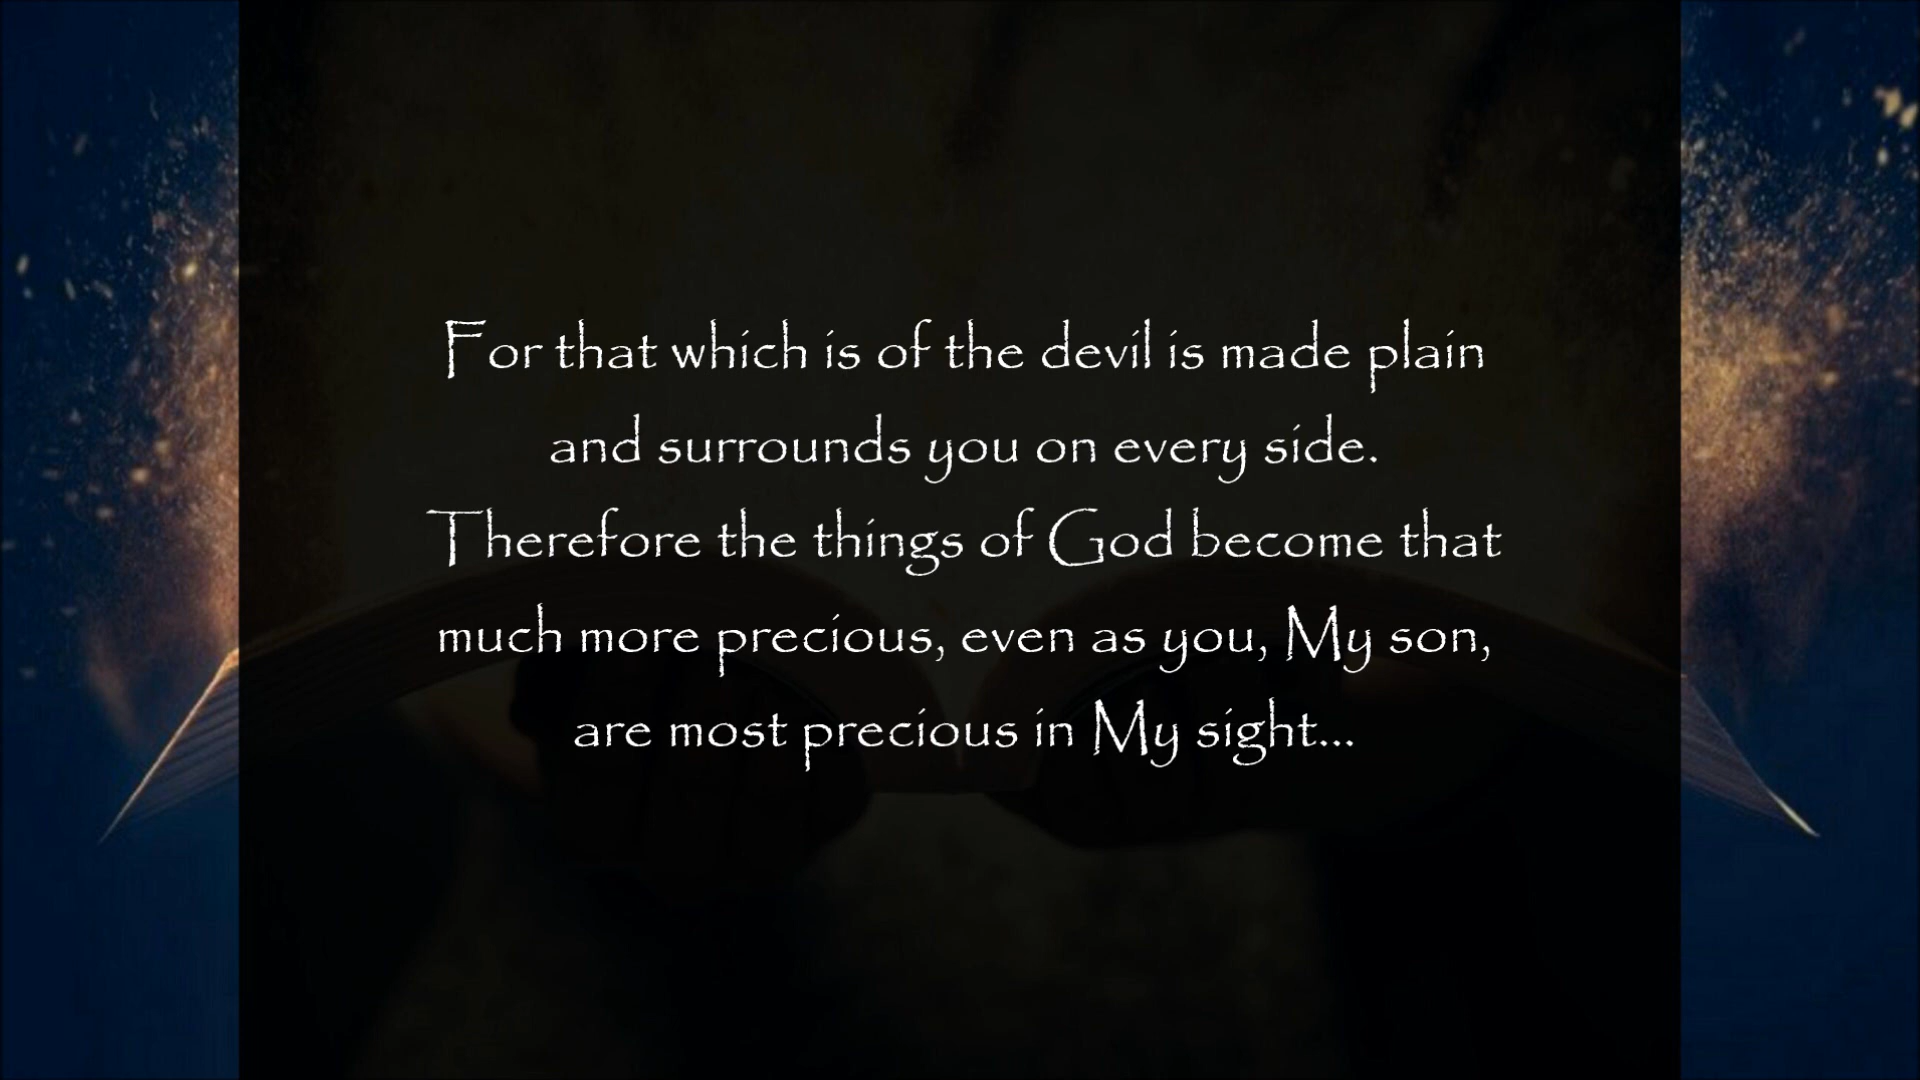 For that which is of the devil is made plain
and surrounds you on every side.
Therefore the things of God become that
much more precious, even as you, My son,
are most precious in My sight...